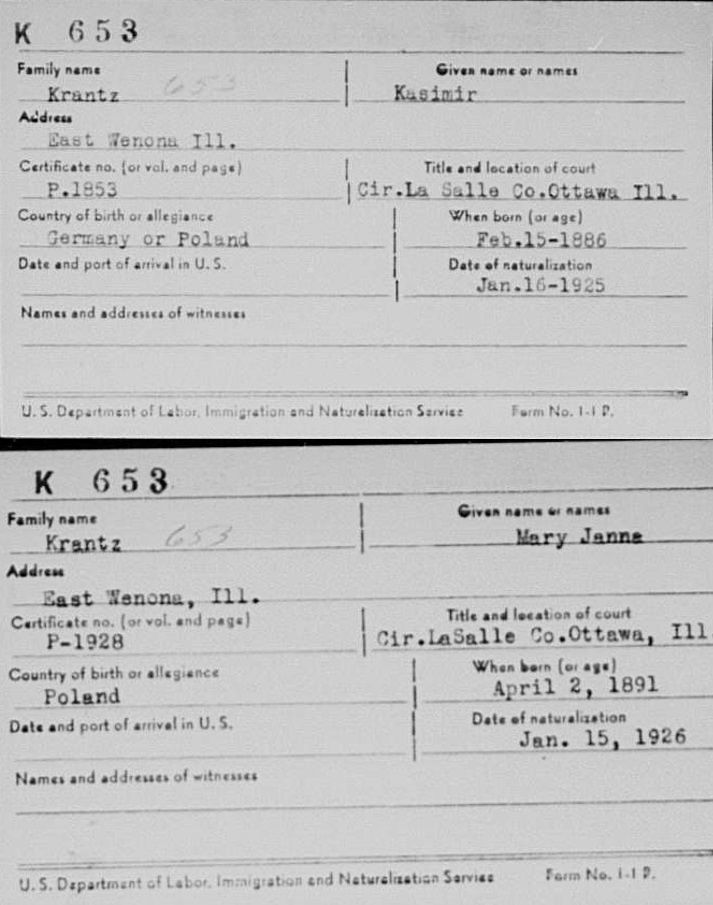 K 653
Family name Given name or names
Krantz 653 Kasimir
Address
East Wenona Ill.
Certificate no. (or vol. and page) Title and location of court
P.1853 Cir.La Salle Co.Ottawa Ill.
Country of birth or allegiance When born (or age)
Germany or Poland Feb.15-1886
Date and port of arrival in U. S. Date of naturalization
Jan.16-1925
Names and addresses of witnesses
U. S. Department of Labor, Immigration and Naturalization Service Form No. 1-I P.
K 653
Family name Given name or names
Krantz 653 Mary Janna
Address
East Wenona, Ill.
Certificate no. (or vol. and page) Title and location of court
P-1928 Cir.LaSalle Co.Ottawa, Ill
Country of birth or allegiance When born (or age)
Poland April 2, 1891
Date and port of arrival in U. S. Date of naturalization
Jan. 15, 1926
Names and addresses of witnesses
U. S. Department of Labor, Immigration and Naturalization Service Form No. 1-I P.